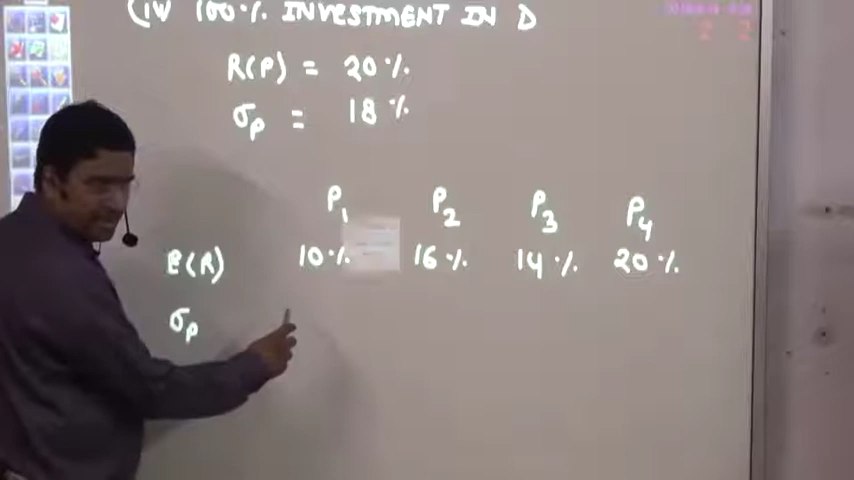 (iv 100% INVESTMENT IN D
R(P) = 20%
σp = 18%
P1 P2 P3 P4
E(R) 10% 16% 14% 20%
σp